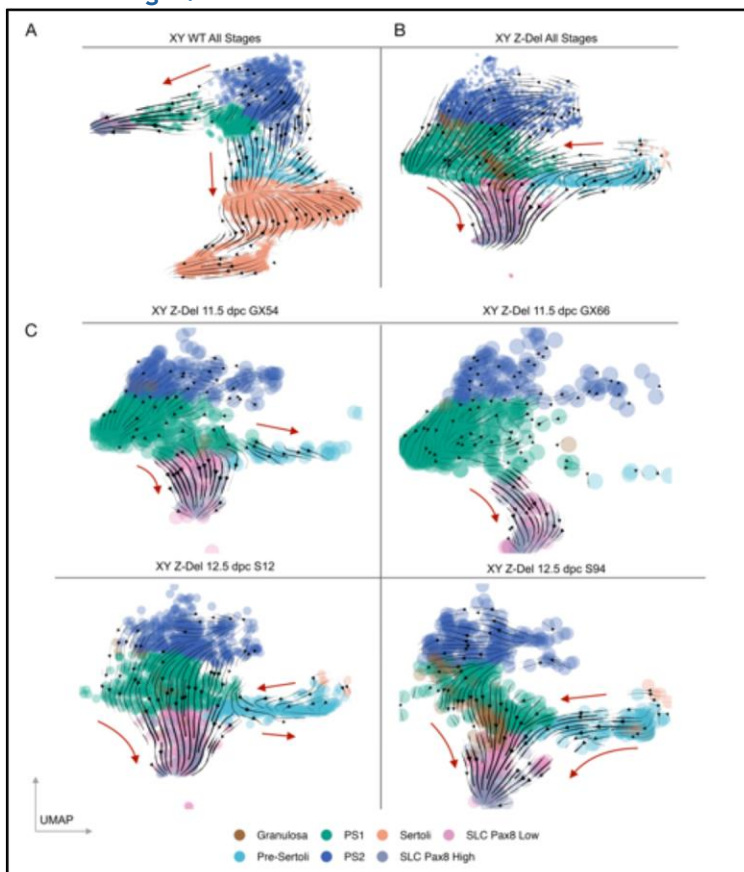 A
XY WT All Stages
B
XY Z-Del All Stages
C
XY Z-Del 11.5 dpc GX54
XY Z-Del 11.5 dpc GX66
XY Z-Del 12.5 dpc S12
XY Z-Del 12.5 dpc S94
UMAP
Granulosa PS1 Sertoli SLC Pax8 Low
Pre-Sertoli PS2 SLC Pax8 High